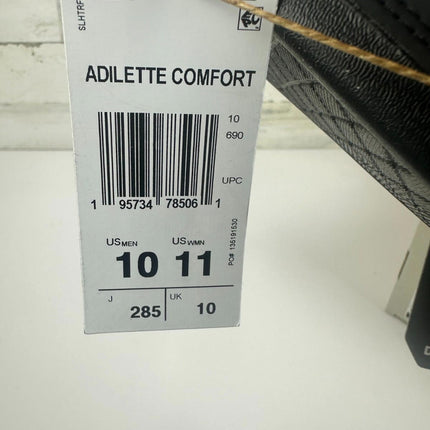 SLHTRF
ADILETTE COMFORT
10
690
UPC
1 95734 78506 1
US MEN US WMN
10 11
PO# 135191530
J 285 UK 10